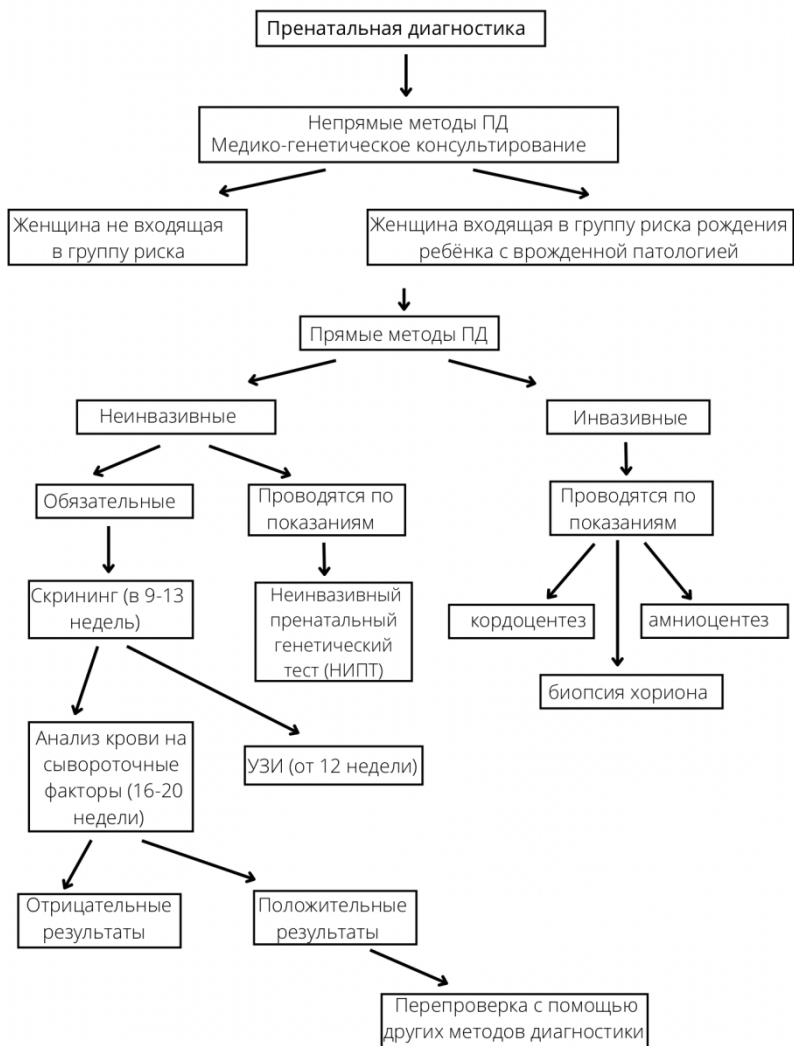 Пренатальная диагностика
Непрямые методы ПД
Медико-генетическое консультирование
Женщина не входящая
в группу риска
Женщина входящая в группу риска рождения
ребёнка с врожденной патологией
Прямые методы ПД
Неинвазивные
Инвазивные
Обязательные
Проводятся по
показаниям
Проводятся по
показаниям
Скрининг (в 9-13
недель)
Неинвазивный
пренатальный
генетический
тест (НИПТ)
кордоцентез
амниоцентез
биопсия хориона
Анализ крови на
сывороточные
факторы (16-20
недели)
УЗИ (от 12 недели)
Отрицательные
результаты
Положительные
результаты
Перепроверка с помощью
других методов диагностики